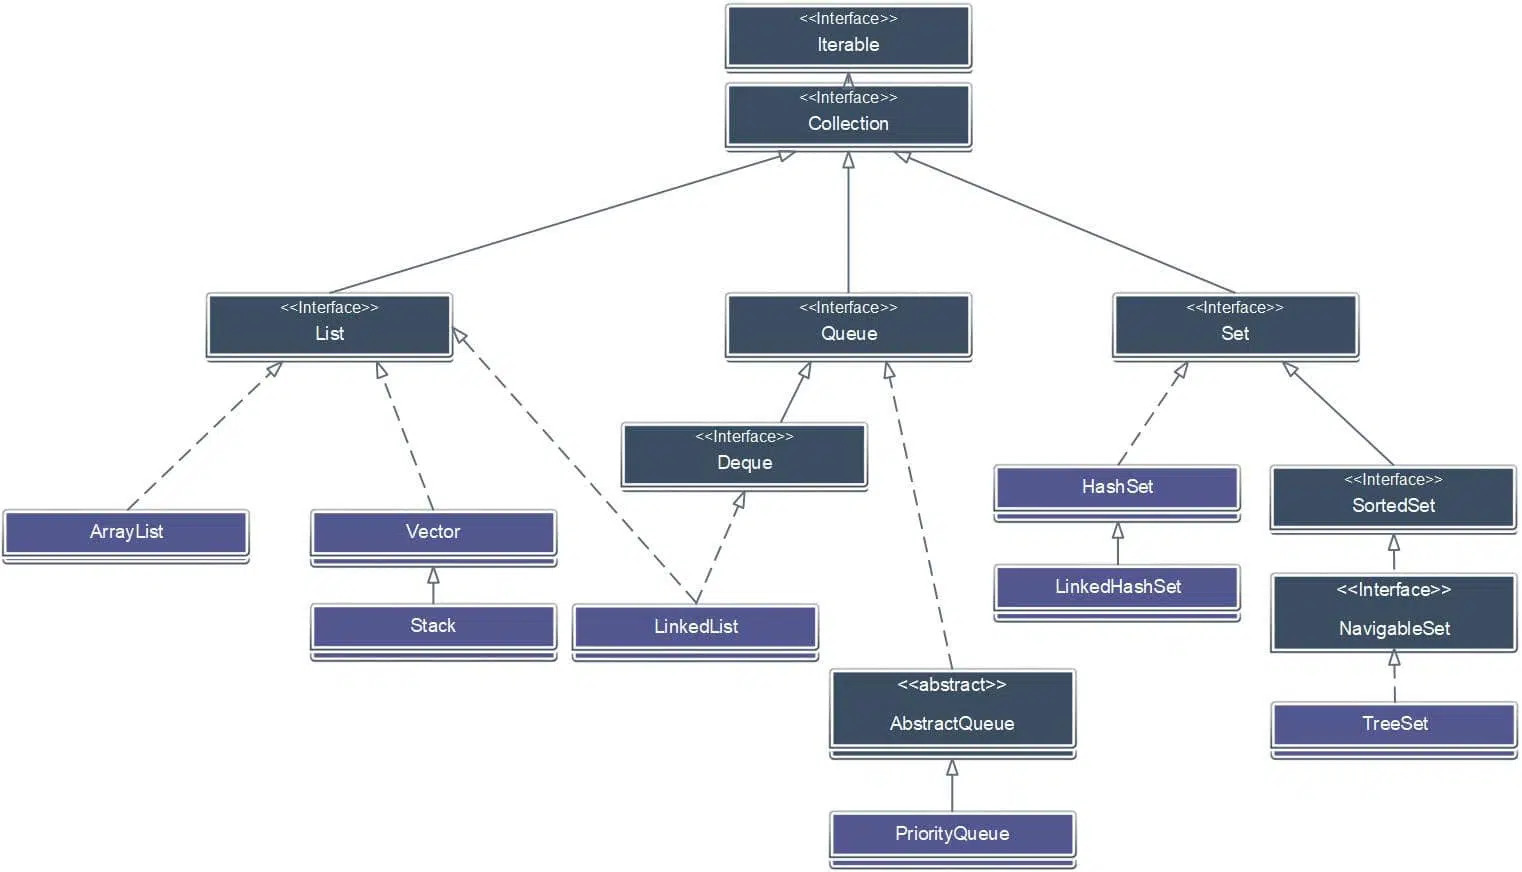 <<Interface>>
Iterable
<<Interface>>
Collection
<<Interface>>
List
<<Interface>>
Queue
<<Interface>>
Set
<<Interface>>
Deque
HashSet
<<Interface>>
SortedSet
ArrayList
Vector
LinkedHashSet
<<Interface>>
NavigableSet
Stack
LinkedList
<<abstract>>
AbstractQueue
TreeSet
PriorityQueue